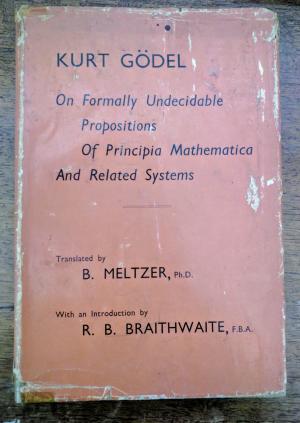 KURT GÖDEL
On Formally Undecidable
Propositions
Of Principia Mathematica
And Related Systems
Translated by
B. MELTZER, Ph.D.
With an Introduction by
R. B. BRAITHWAITE, F.B.A.